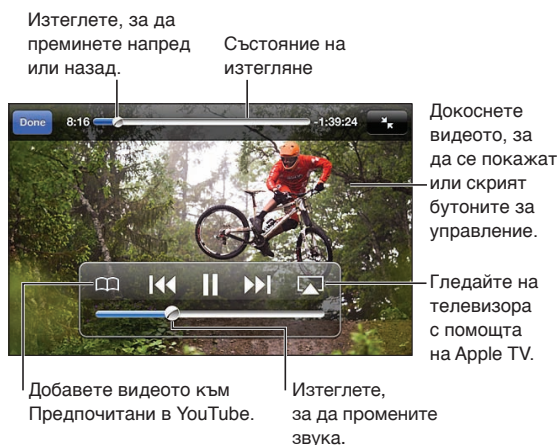 Изтеглете, за да
преминете напред
или назад.
Състояние на
изтегляне
Done
8:16
-1:39:24
Докоснете
видеото, за
да се покажат
или скрият
бутоните за
управление.
Гледайте на
телевизора
с помощта
на Apple TV.
Добавете видеото към
Предпочитани в YouTube.
Изтеглете,
за да промените
звука.